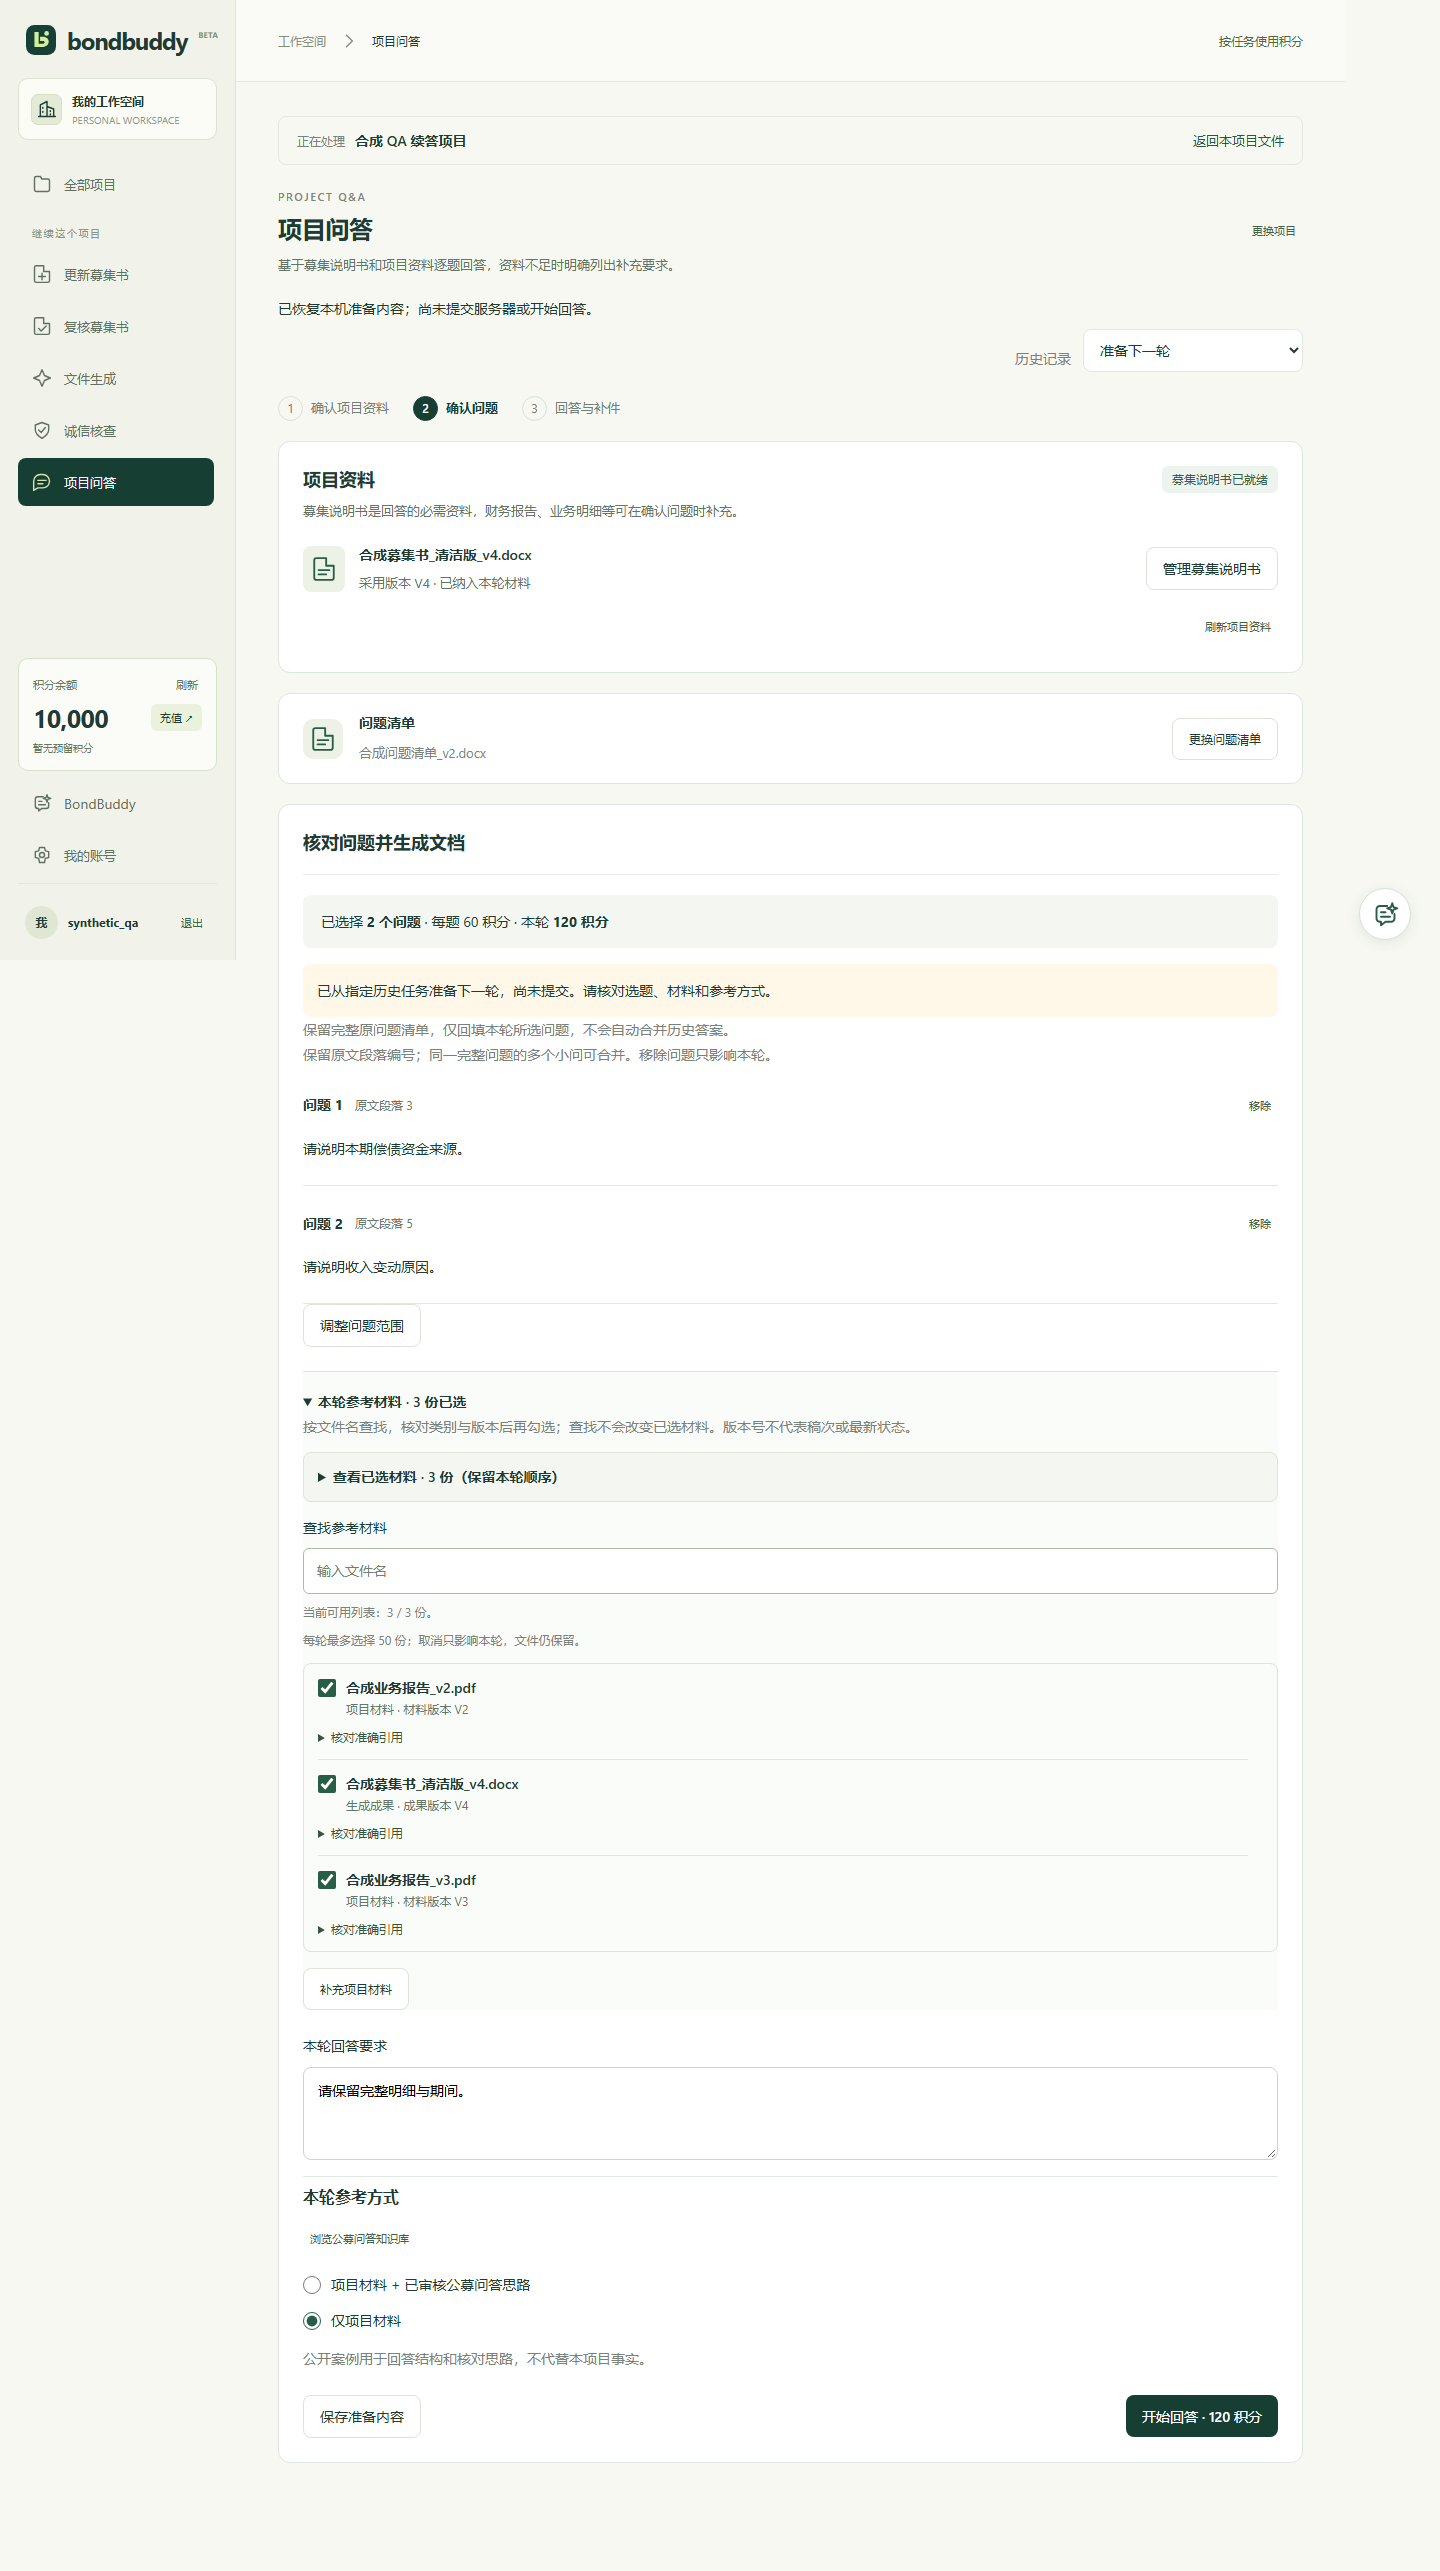 bondbuddy BETA
我的工作空间
PERSONAL WORKSPACE
全部项目
继续这个项目
更新募集书
复核募集书
文件生成
诚信核查
项目问答
积分余额 刷新
10,000 充值 ↗
暂无预留积分
BondBuddy
我的账号
我 synthetic_qa 退出
工作空间 项目问答 按任务使用积分
正在处理 合成 QA 续答项目 返回本项目文件
PROJECT Q&A
项目问答 更换项目
基于募集说明书和项目资料逐题回答，资料不足时明确列出补充要求。
已恢复本机准备内容；尚未提交服务器或开始回答。
历史记录 准备下一轮
1 确认项目资料 2 确认问题 3 回答与补件
项目资料 募集说明书已就绪
募集说明书是回答的必需资料，财务报告、业务明细等可在确认问题时补充。
合成募集书_清洁版_v4.docx
采用版本 V4 · 已纳入本轮材料
管理募集说明书
刷新项目资料
问题清单
合成问题清单_v2.docx
更换问题清单
核对问题并生成文档
已选择 2 个问题 · 每题 60 积分 · 本轮 120 积分
已从指定历史任务准备下一轮，尚未提交。请核对选题、材料和参考方式。
保留完整原问题清单，仅回填本轮所选问题，不会自动合并历史答案。
保留原文段落编号；同一完整问题的多个小问可合并。移除问题只影响本轮。
问题 1 原文段落 3 移除
请说明本期偿债资金来源。
问题 2 原文段落 5 移除
请说明收入变动原因。
调整问题范围
▼ 本轮参考材料 · 3 份已选
按文件名查找，核对类别与版本后再勾选；查找不会改变已选材料。版本号不代表稿次或最新状态。
▶ 查看已选材料 · 3 份（保留本轮顺序）
查找参考材料
输入文件名
当前可用列表：3 / 3 份。
每轮最多选择 50 份；取消只影响本轮，文件仍保留。
合成业务报告_v2.pdf
项目材料 · 材料版本 V2
▶ 核对准确引用
合成募集书_清洁版_v4.docx
生成成果 · 成果版本 V4
▶ 核对准确引用
合成业务报告_v3.pdf
项目材料 · 材料版本 V3
▶ 核对准确引用
补充项目材料
本轮回答要求
请保留完整明细与期间。
本轮参考方式
浏览公募问答知识库
项目材料 + 已审核公募问答思路
仅项目材料
公开案例用于回答结构和核对思路，不代替本项目事实。
保存准备内容 开始回答 · 120 积分